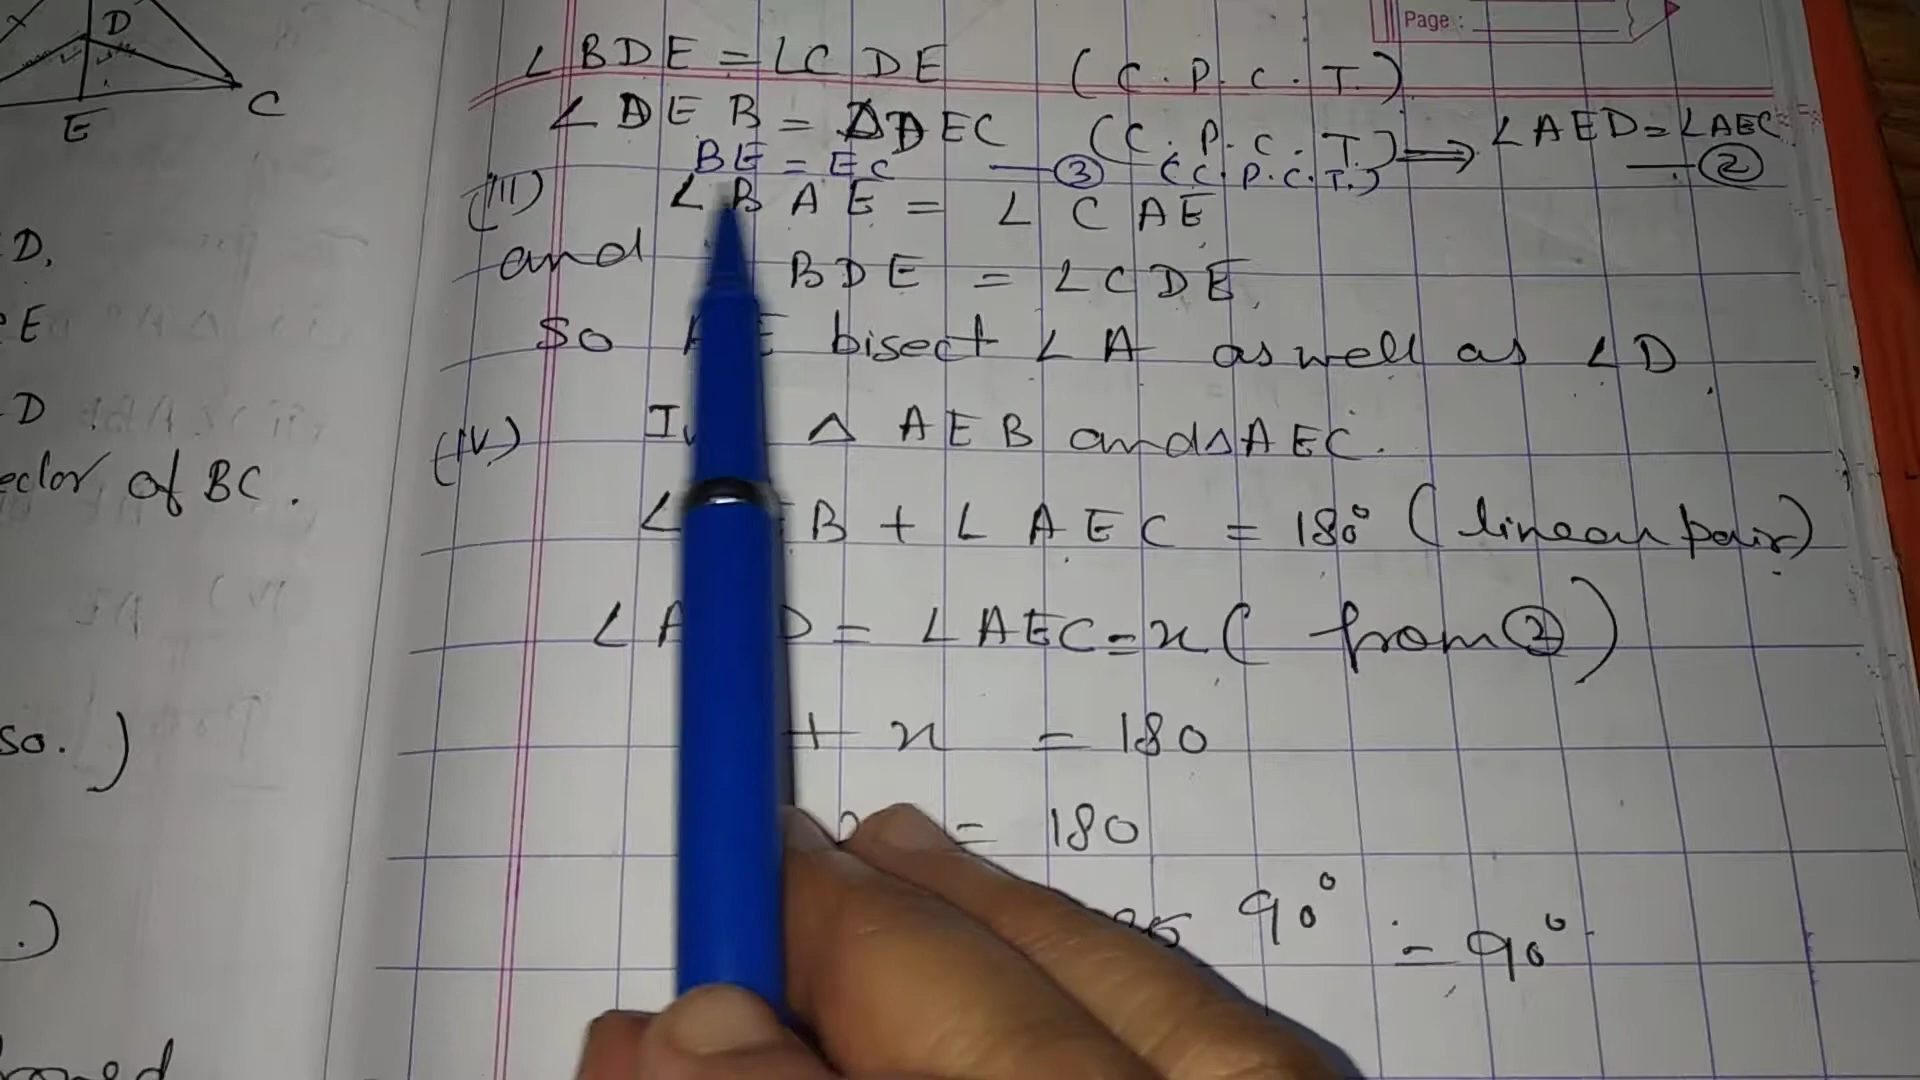 D
E
C
D,
E
D
of BC.
so.)
.)
Page :
∠BDE = ∠CDE (C.P.C.T.)
∠DEB = ∆DEC (C.P.C.T.) ⟹ ∠AED = ∠AEC
— ②
BE = EC — ③ (C.P.C.T.)
(III) ∠BAE = ∠CAE
and BDE = ∠CDE.
So bisect ∠A as well as ∠D.
(IV) ∆ AEB and ∆AEC.
∠ B + ∠AEC = 180° (linear pair)
∠A D = ∠AEC = x (from ②)
+ x = 180
= 180
90° = 90°